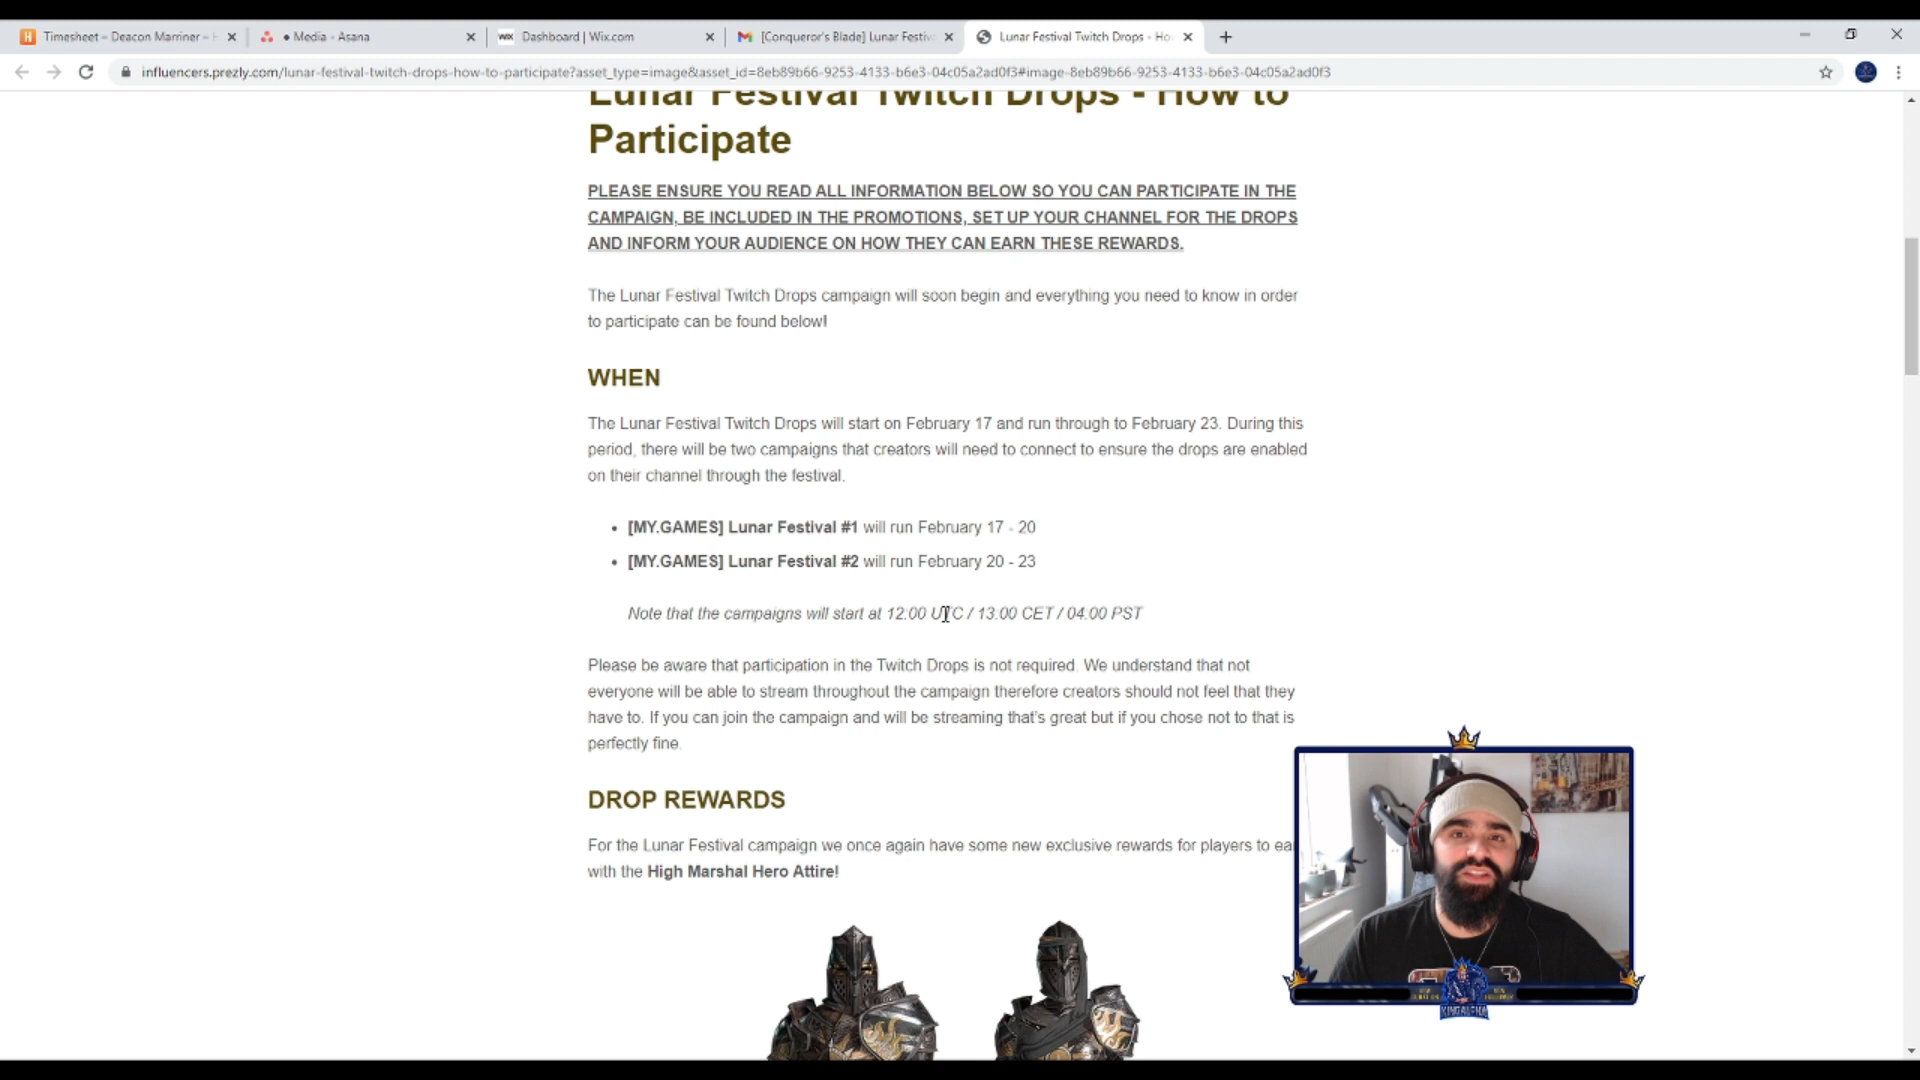 Timesheet – Deacon Marriner –
● Media - Asana
WiX Dashboard | Wix.com
[Conqueror's Blade] Lunar Festiv
Lunar Festival Twitch Drops - Ho
influencers.prezly.com/lunar-festival-twitch-drops-how-to-participate?asset_type=image&asset_id=8eb89b66-9253-4133-b6e3-04c05a2ad0f3#image-8eb89b66-9253-4133-b6e3-04c05a2ad0f3
Lunar Festival Twitch Drops - How to
Participate
PLEASE ENSURE YOU READ ALL INFORMATION BELOW SO YOU CAN PARTICIPATE IN THE
CAMPAIGN, BE INCLUDED IN THE PROMOTIONS, SET UP YOUR CHANNEL FOR THE DROPS
AND INFORM YOUR AUDIENCE ON HOW THEY CAN EARN THESE REWARDS.
The Lunar Festival Twitch Drops campaign will soon begin and everything you need to know in order
to participate can be found below!
WHEN
The Lunar Festival Twitch Drops will start on February 17 and run through to February 23. During this
period, there will be two campaigns that creators will need to connect to ensure the drops are enabled
on their channel through the festival.
• [MY.GAMES] Lunar Festival #1 will run February 17 - 20
• [MY.GAMES] Lunar Festival #2 will run February 20 - 23
Note that the campaigns will start at 12:00 UTC / 13:00 CET / 04:00 PST
Please be aware that participation in the Twitch Drops is not required. We understand that not
everyone will be able to stream throughout the campaign therefore creators should not feel that they
have to. If you can join the campaign and will be streaming that's great but if you chose not to that is
perfectly fine.
DROP REWARDS
For the Lunar Festival campaign we once again have some new exclusive rewards for players to ea
with the High Marshal Hero Attire!
KINGALPHA